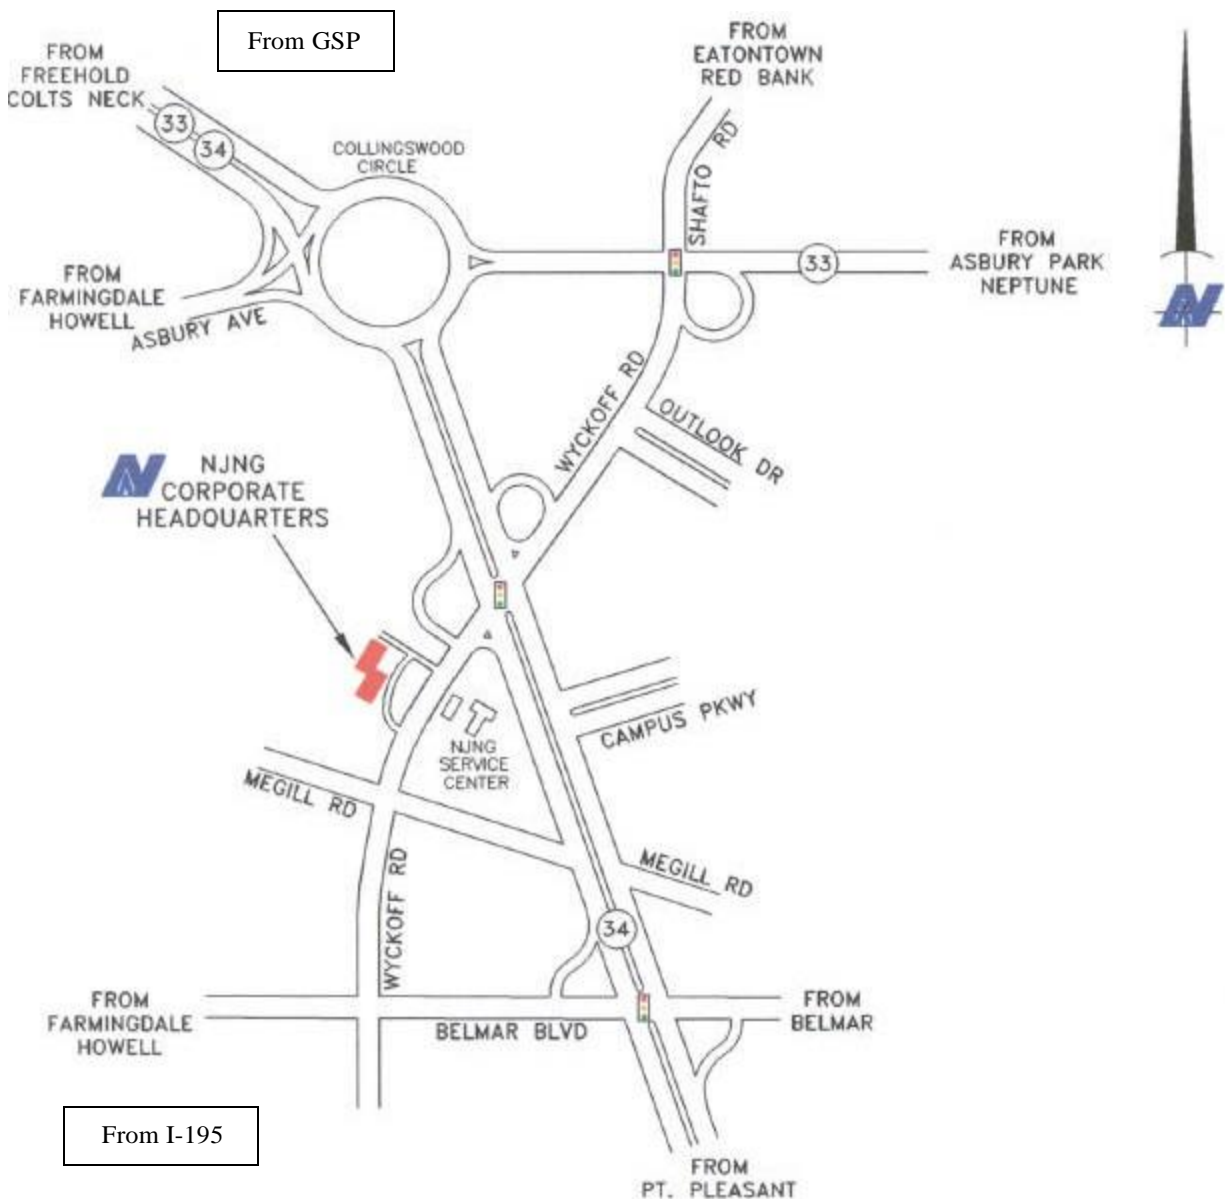 From GSP
FROM
FREEHOLD
COLTS NECK
33
34
COLLINGSWOOD
CIRCLE
FROM
EATONTOWN
RED BANK
SHAFTO RD
33
FROM
ASBURY PARK
NEPTUNE
N
FROM
FARMINGDALE
HOWELL
ASBURY AVE
WYCKOFF RD
OUTLOOK DR
N
NJNG
CORPORATE
HEADQUARTERS
CAMPUS PKWY
NJNG
SERVICE
CENTER
MEGILL RD
MEGILL RD
WYCKOFF RD
34
FROM
FARMINGDALE
HOWELL
BELMAR BLVD
FROM
BELMAR
From I-195
FROM
PT. PLEASANT